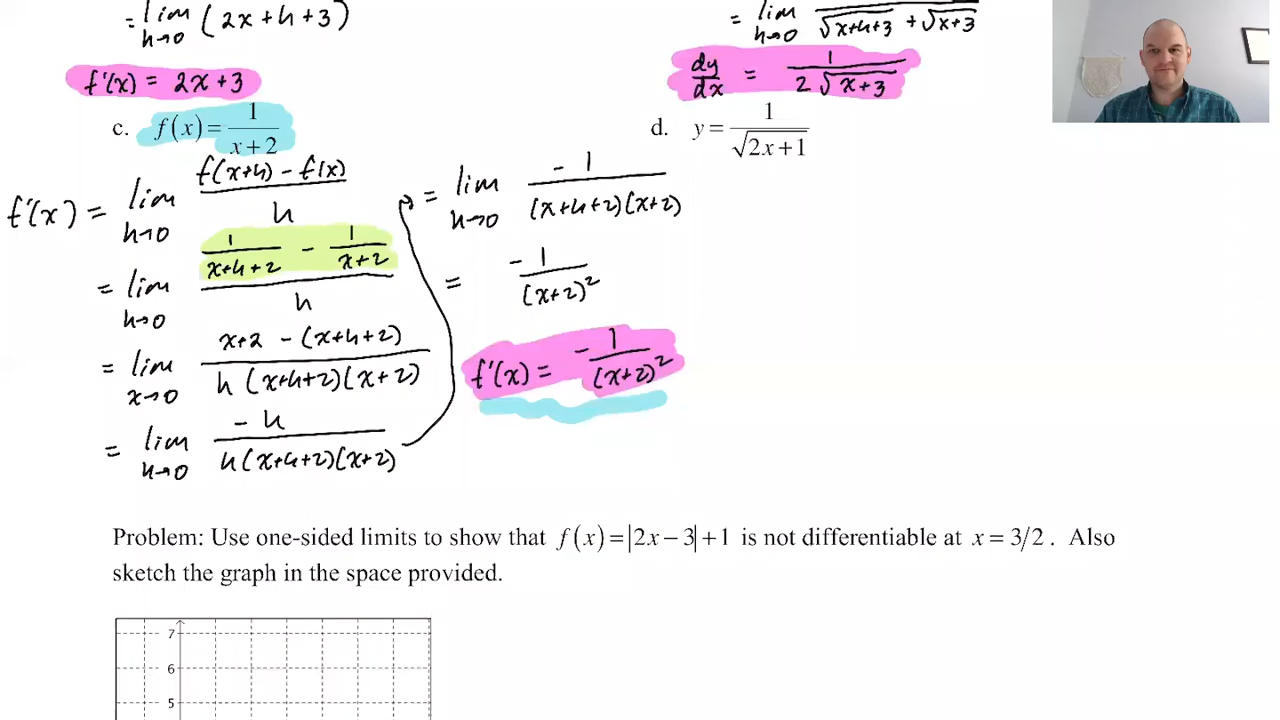 = lim h→0 (2x+h+3)
f'(x) = 2x+3
= lim h→0 / √(x+h+3) + √(x+3)
dy/dx = 1/(2√(x+3))
c. f(x) = 1/(x+2)
f'(x) = lim h→0 (f(x+h) - f(x))/h
= lim h→0 (1/(x+h+2) - 1/(x+2))/h
= lim x→0 (x+2 - (x+h+2))/(h(x+h+2)(x+2))
= lim h→0 -h/(h(x+h+2)(x+2))
= lim h→0 -1/((x+h+2)(x+2))
= -1/(x+2)²
f'(x) = -1/(x+2)²
d. y = 1/√(2x+1)
Problem: Use one-sided limits to show that f(x) = |2x-3|+1 is not differentiable at x = 3/2. Also
sketch the graph in the space provided.
7
6
5